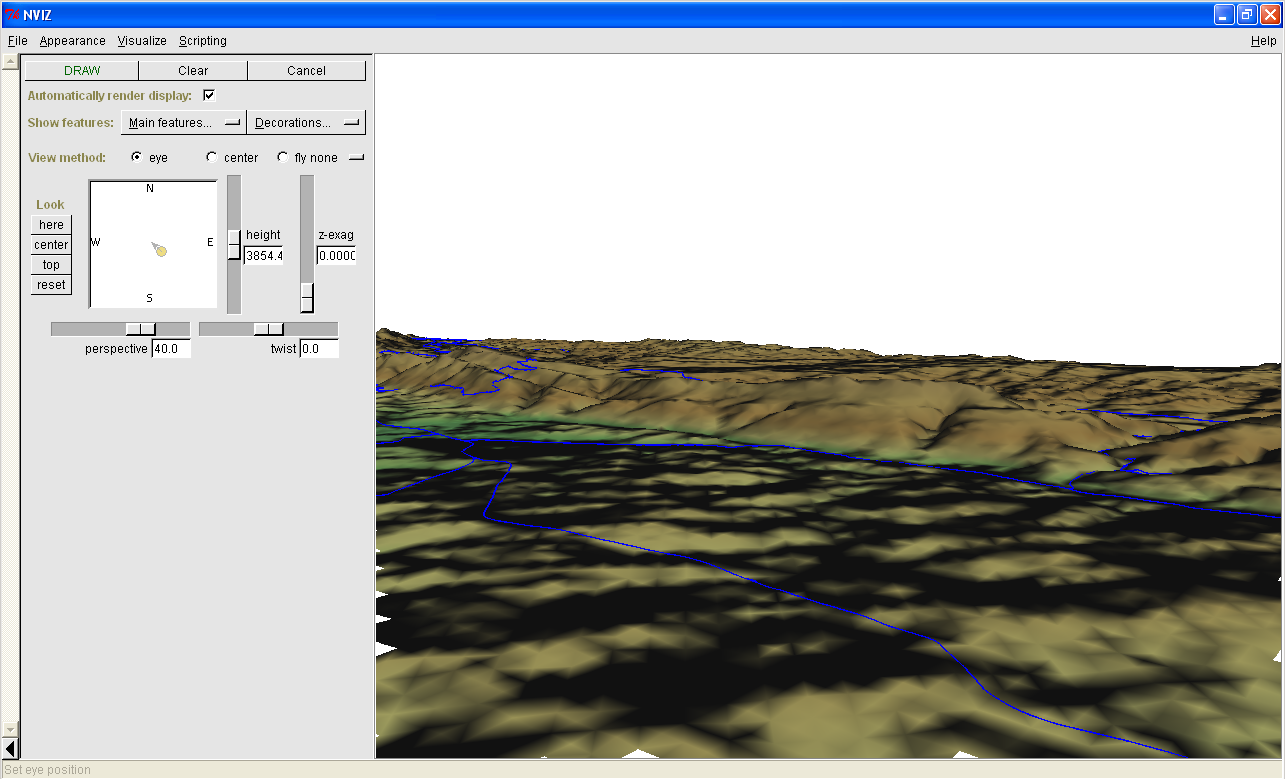 NVIZ
File Appearance Visualize Scripting Help
DRAW Clear Cancel
Automatically render display:
Show features: Main features... Decorations...
View method: eye center fly none
N
Look
here
height z-exag
W E
center
3854.4 0.0000
top
reset
S
perspective 40.0 twist 0.0
Set eye position